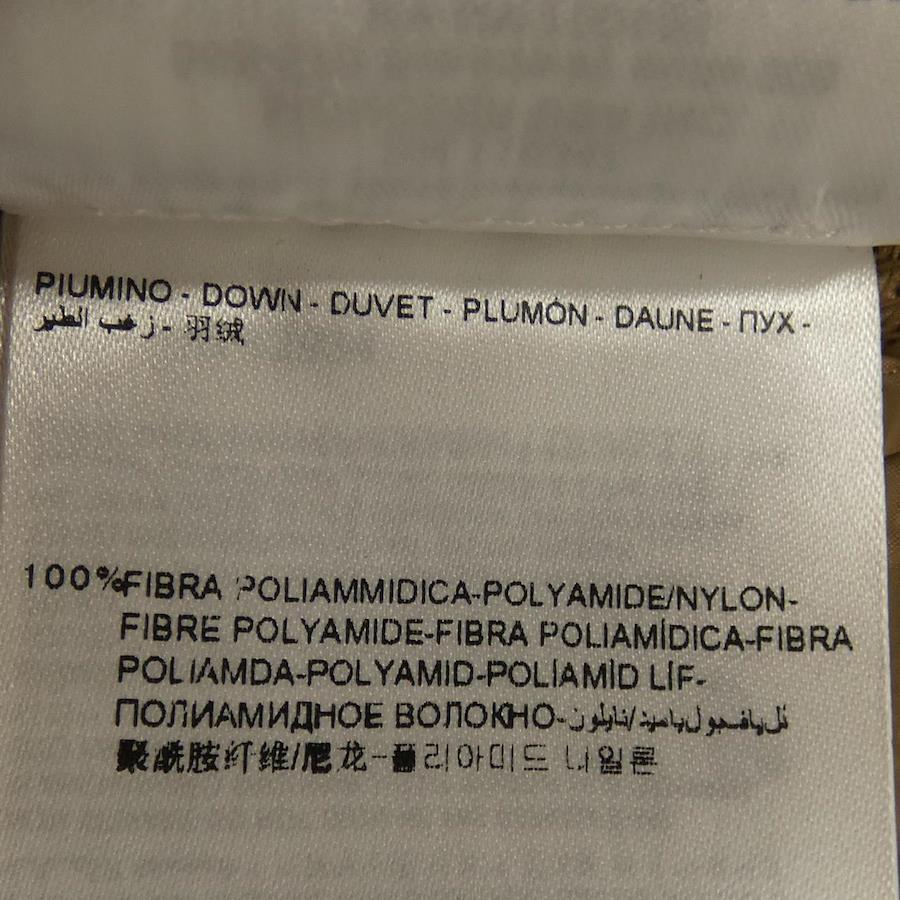 PIUMINO - DOWN - DUVET - PLUMÓN - DAUNE - ПУХ -
زغب الطير - 羽绒
100%FIBRA POLIAMMIDICA-POLYAMIDE/NYLON-
FIBRE POLYAMIDE-FIBRA POLIAMÍDICA-FIBRA
POLIAMDA-POLYAMID-POLİAMİD LİF-
ПОЛИАМИДНОЕ ВОЛОКНО-
聚酰胺纤维/尼龙-폴리아미드 나일론